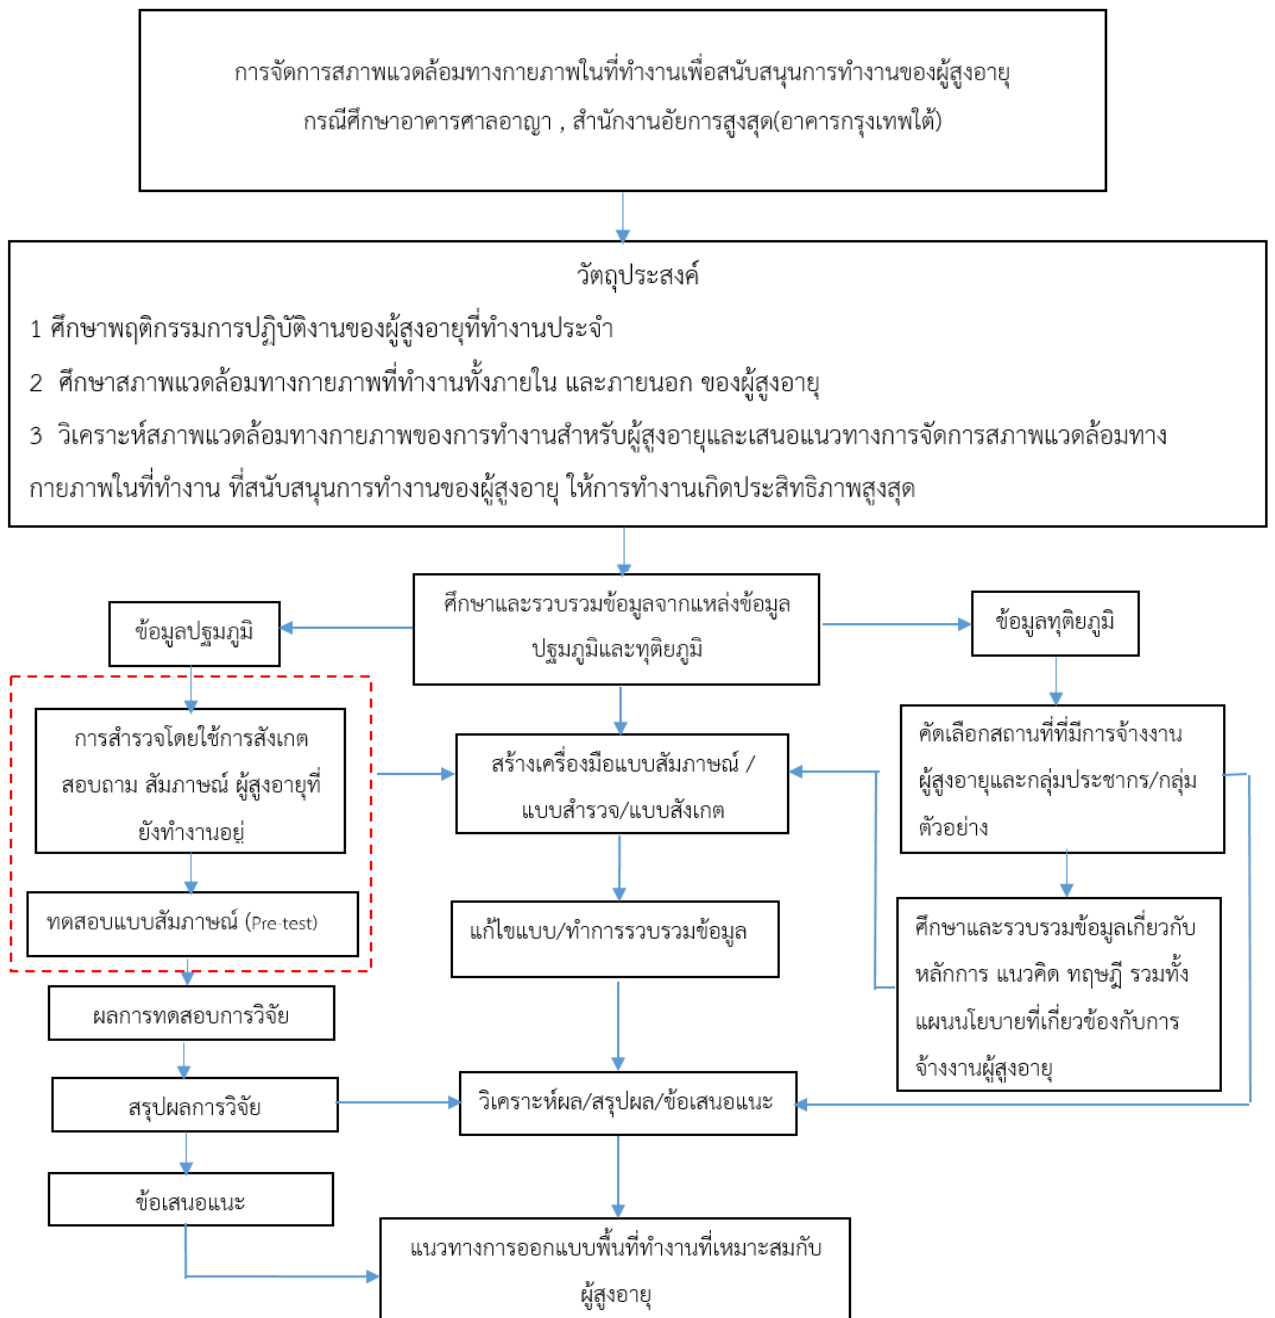 การจัดการสภาพแวดล้อมทางกายภาพในที่ทำงานเพื่อสนับสนุนการทำงานของผู้สูงอายุ
กรณีศึกษาอาคารศาลอาญา , สำนักงานอัยการสูงสุด(อาคารกรุงเทพใต้)
วัตถุประสงค์
1 ศึกษาพฤติกรรมการปฏิบัติงานของผู้สูงอายุที่ทำงานประจำ
2 ศึกษาสภาพแวดล้อมทางกายภาพที่ทำงานทั้งภายใน และภายนอก ของผู้สูงอายุ
3 วิเคราะห์สภาพแวดล้อมทางกายภาพของการทำงานสำหรับผู้สูงอายุและเสนอแนวทางการจัดการสภาพแวดล้อมทาง
กายภาพในที่ทำงาน ที่สนับสนุนการทำงานของผู้สูงอายุ ให้การทำงานเกิดประสิทธิภาพสูงสุด
ศึกษาและรวบรวมข้อมูลจากแหล่งข้อมูล
ปฐมภูมิและทุติยภูมิ
ข้อมูลปฐมภูมิ
ข้อมูลทุติยภูมิ
การสำรวจโดยใช้การสังเกต
สอบถาม สัมภาษณ์ ผู้สูงอายุที่
ยังทำงานอยู่
ทดสอบแบบสัมภาษณ์ (Pre-test)
ผลการทดสอบการวิจัย
สรุปผลการวิจัย
ข้อเสนอแนะ
สร้างเครื่องมือแบบสัมภาษณ์ /
แบบสำรวจ/แบบสังเกต
แก้ไขแบบ/ทำการรวบรวมข้อมูล
วิเคราะห์ผล/สรุปผล/ข้อเสนอแนะ
คัดเลือกสถานที่ที่มีการจ้างงาน
ผู้สูงอายุและกลุ่มประชากร/กลุ่ม
ตัวอย่าง
ศึกษาและรวบรวมข้อมูลเกี่ยวกับ
หลักการ แนวคิด ทฤษฎี รวมทั้ง
แผนนโยบายที่เกี่ยวข้องกับการ
จ้างงานผู้สูงอายุ
แนวทางการออกแบบพื้นที่ทำงานที่เหมาะสมกับ
ผู้สูงอายุ